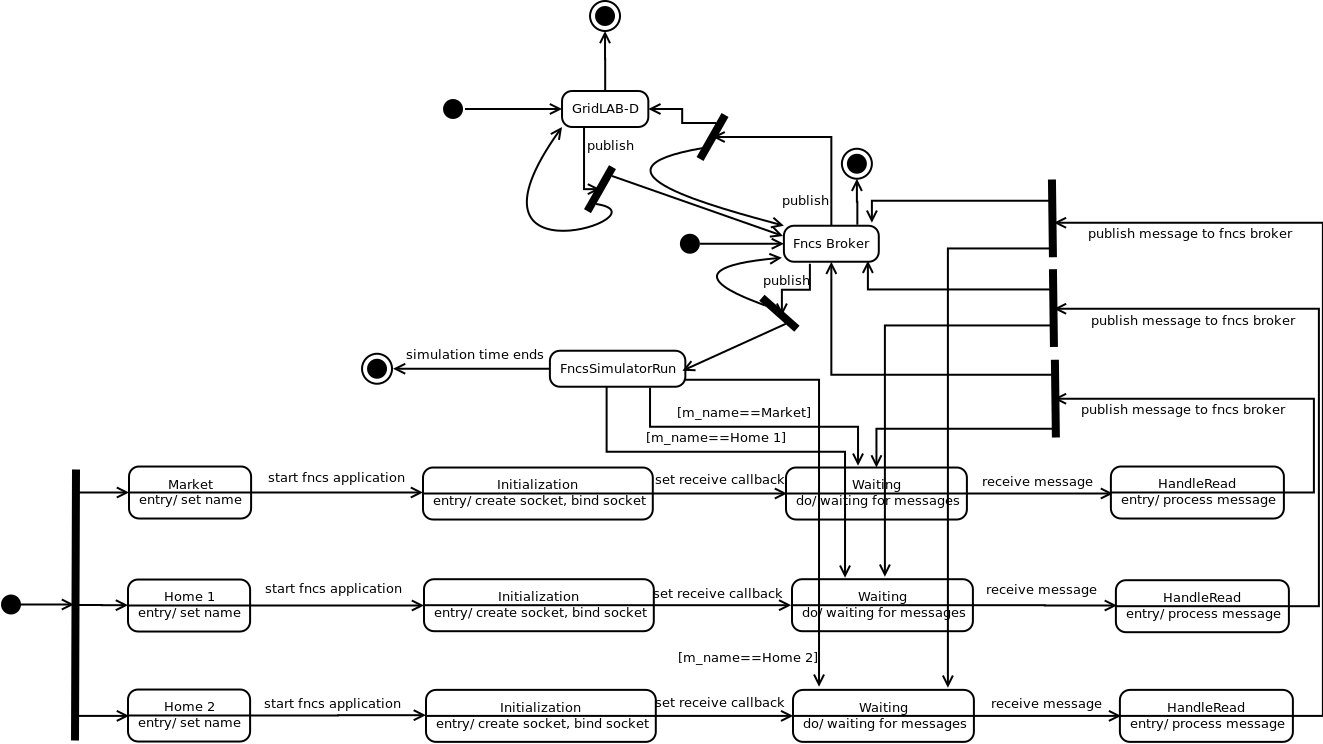 GridLAB-D
publish
publish
Fncs Broker
publish message to fncs broker
publish
publish message to fncs broker
simulation time ends
FncsSimulatorRun
[m_name==Market]
publish message to fncs broker
[m_name==Home 1]
Market
entry/ set name
start fncs application
Initialization
entry/ create socket, bind socket
set receive callback
Waiting
do/ waiting for messages
receive message
HandleRead
entry/ process message
Home 1
entry/ set name
start fncs application
Initialization
entry/ create socket, bind socket
set receive callback
Waiting
do/ waiting for messages
receive message
HandleRead
entry/ process message
[m_name==Home 2]
Home 2
entry/ set name
start fncs application
Initialization
entry/ create socket, bind socket
set receive callback
Waiting
do/ waiting for messages
receive message
HandleRead
entry/ process message